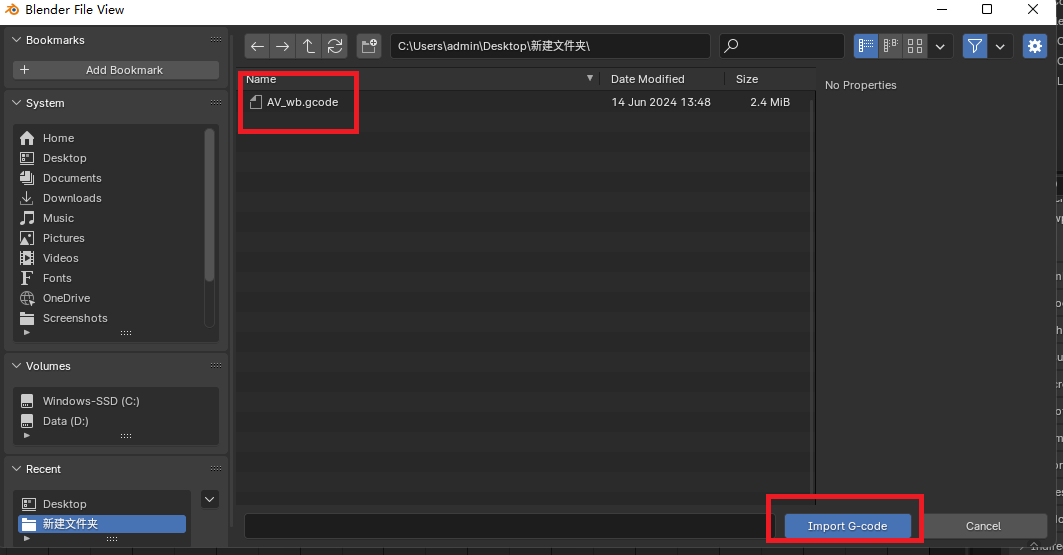 Blender File View
Bookmarks
Add Bookmark
System
Home
Desktop
Documents
Downloads
Music
Pictures
Videos
Fonts
OneDrive
Screenshots
Volumes
Windows-SSD (C:)
Data (D:)
Recent
Desktop
新建文件夹
C:\Users\admin\Desktop\新建文件夹\
Name
Date Modified
Size
AV_wb.gcode
14 Jun 2024 13:48
2.4 MiB
No Properties
Import G-code
Cancel